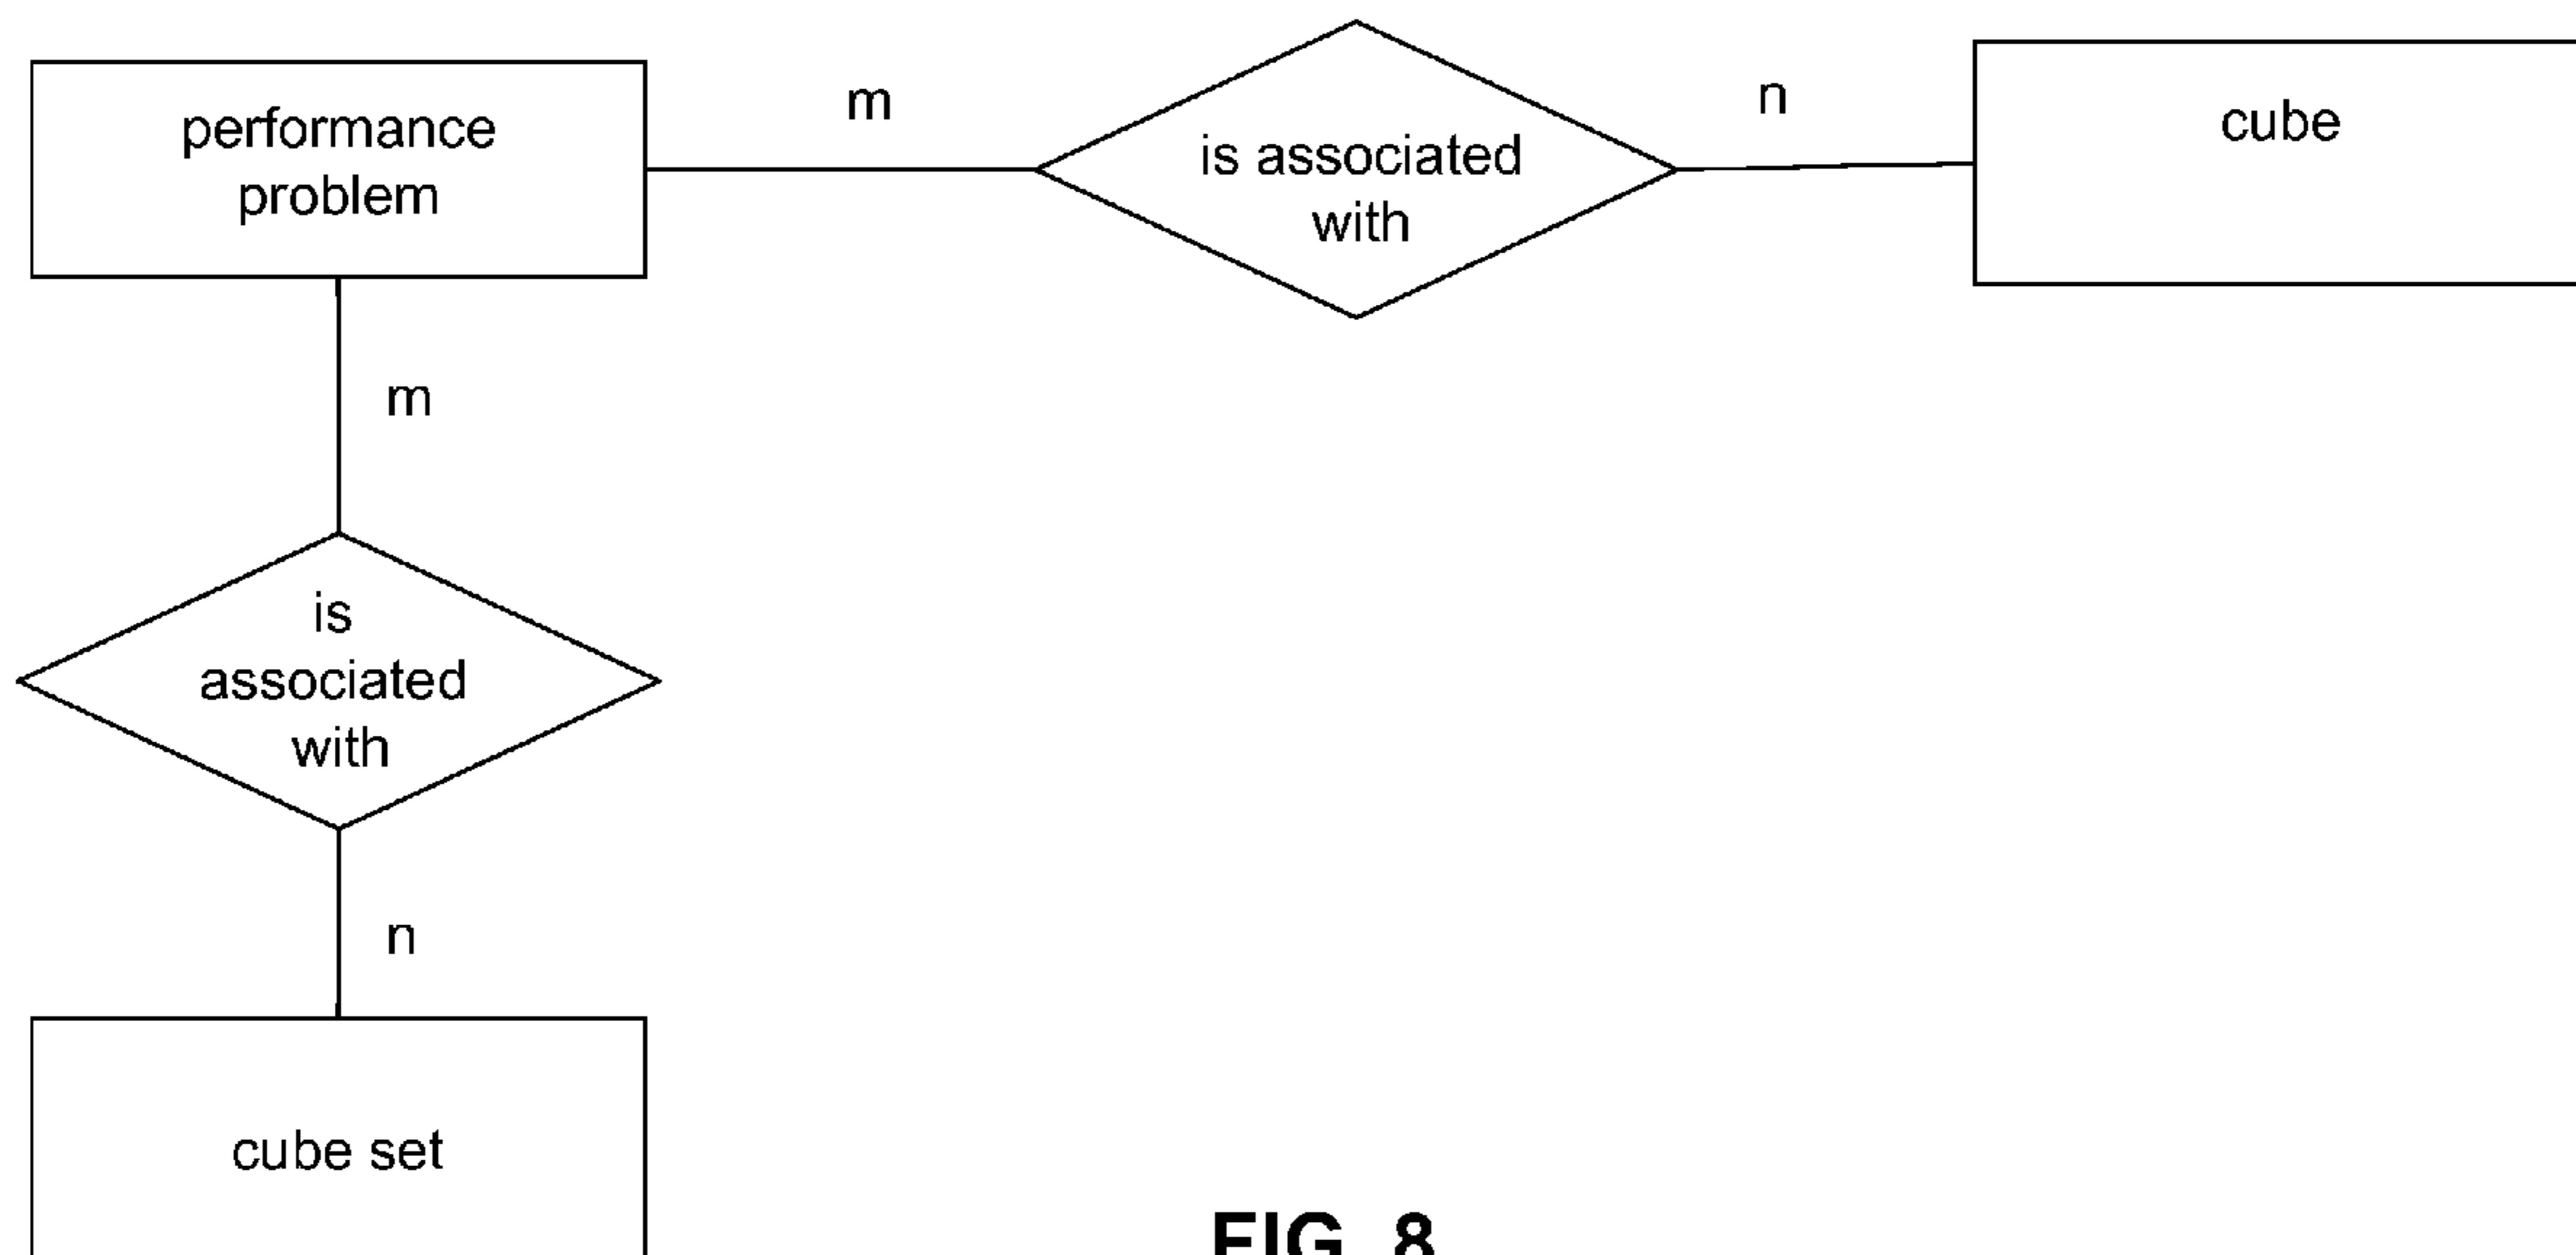 performance
problem
m
is associated
with
n
cube
m
is
associated
with
n
cube set
FIG. 8